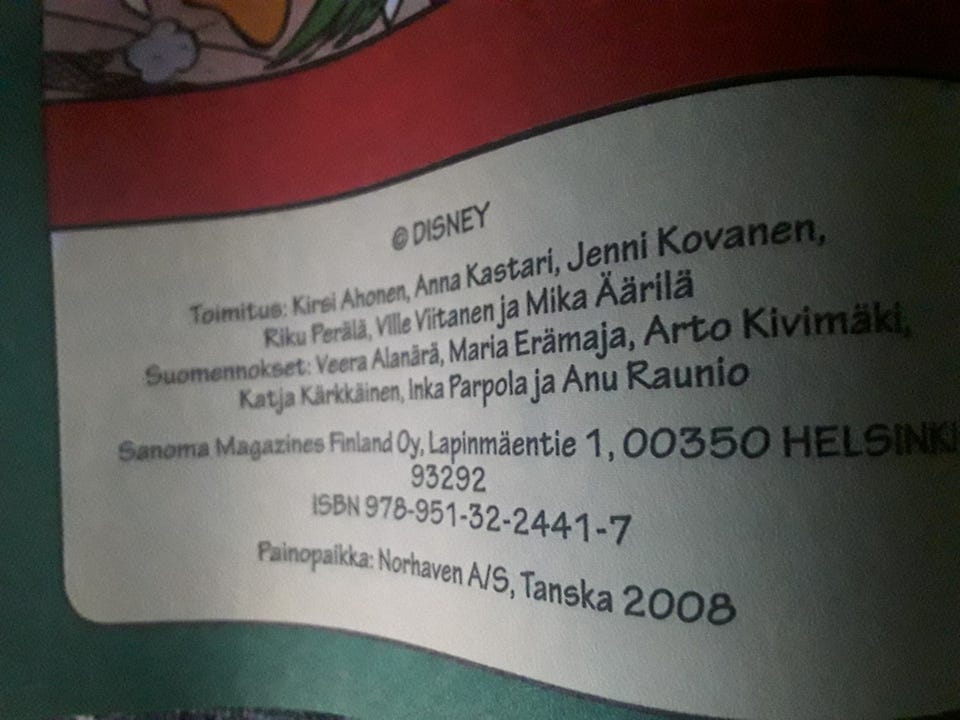 © DISNEY
Toimitus: Kirsi Ahonen, Anna Kastari, Jenni Kovanen,
Riku Perälä, Ville Viitanen ja Mika Äärilä
Suomennokset: Veera Alanärä, Maria Erämaja, Arto Kivimäki,
Katja Kärkkäinen, Inka Parpola ja Anu Raunio
Sanoma Magazines Finland Oy, Lapinmäentie 1, 00350 HELSINKI
93292
ISBN 978-951-32-2441-7
Painopaikka: Norhaven A/S, Tanska 2008